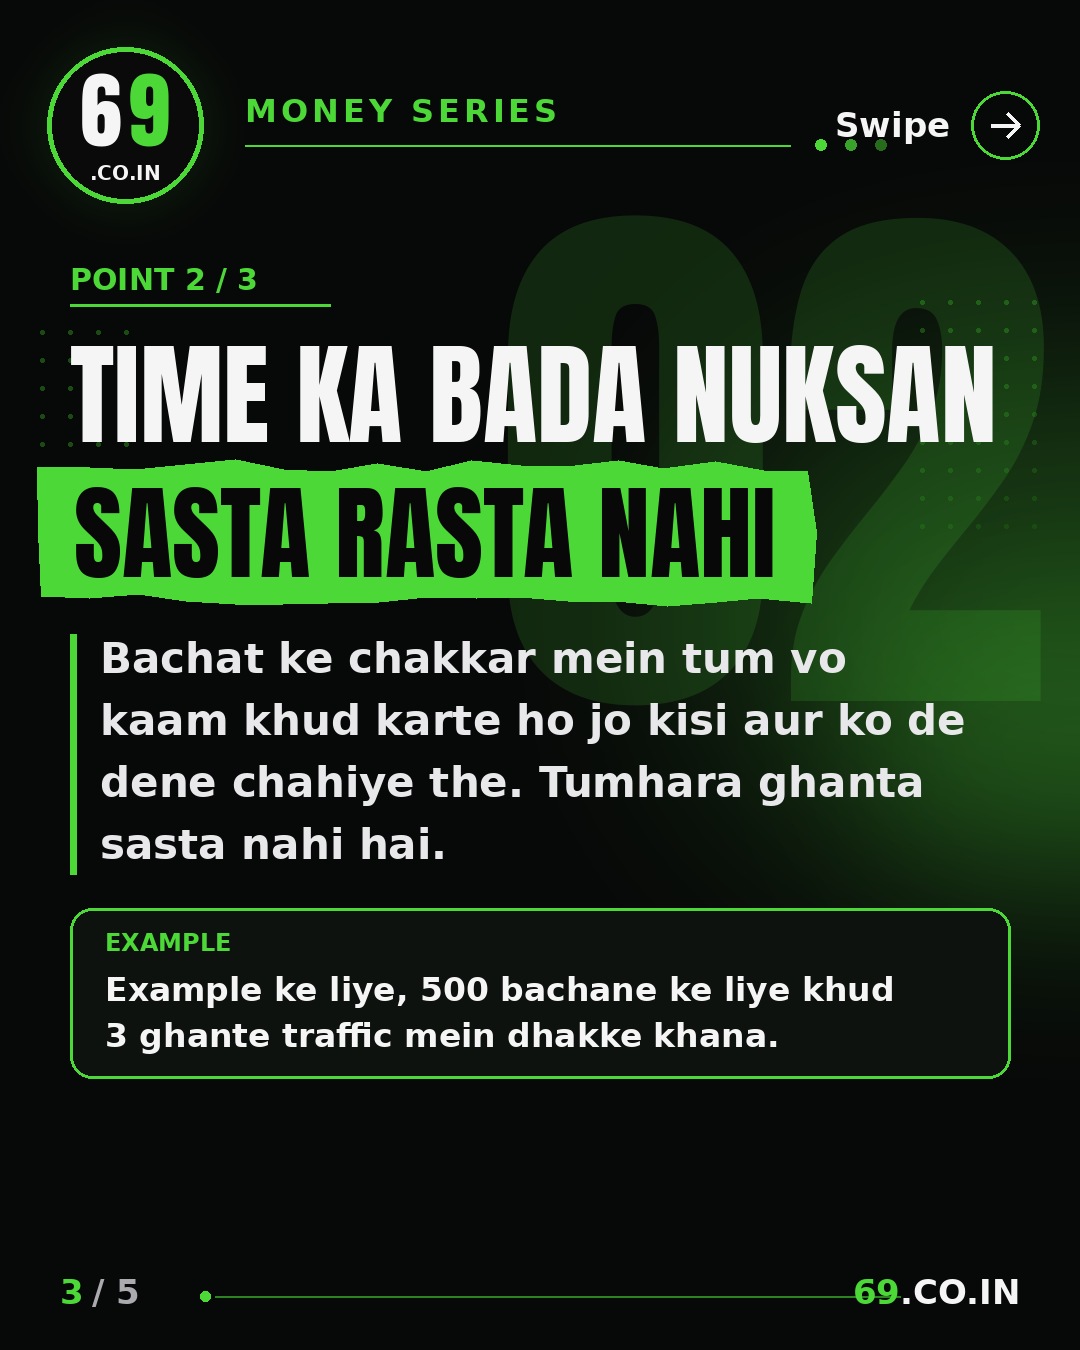 69
.CO.IN
MONEY SERIES
Swipe
02
POINT 2 / 3
TIME KA BADA NUKSAN
SASTA RASTA NAHI
Bachat ke chakkar mein tum vo
kaam khud karte ho jo kisi aur ko de
dene chahiye the. Tumhara ghanta
sasta nahi hai.
EXAMPLE
Example ke liye, 500 bachane ke liye khud
3 ghante traffic mein dhakke khana.
3 / 5
69.CO.IN